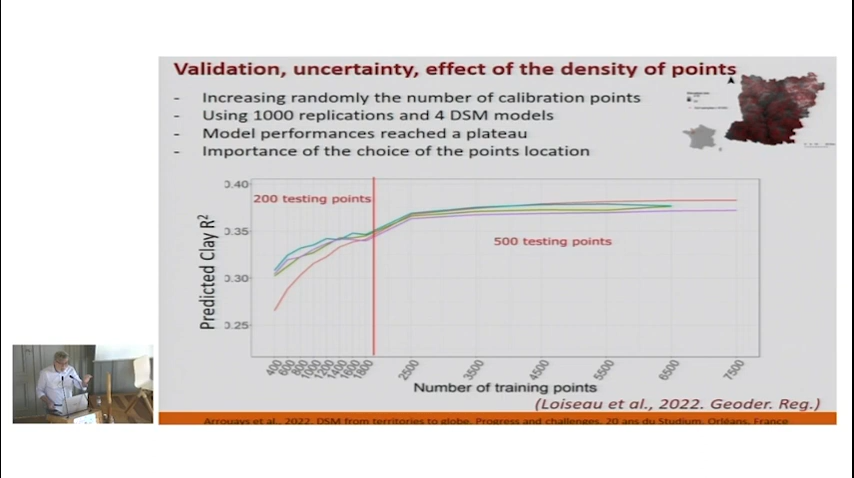 Validation, uncertainty, effect of the density of points
- Increasing randomly the number of calibration points
- Using 1000 replications and 4 DSM models
- Model performances reached a plateau
- Importance of the choice of the points location
0.40
200 testing points
0.35
500 testing points
0.30
0.25
Predicted Clay R²
400
600
800
1000
1200
1400
1600
1800
2500
3500
4500
5500
6500
7500
Number of training points
(Loiseau et al., 2022. Geoder. Reg.)
Arrouays et al., 2022. DSM from territories to globe. Progress and challenges. 20 ans du Studium. Orléans, France